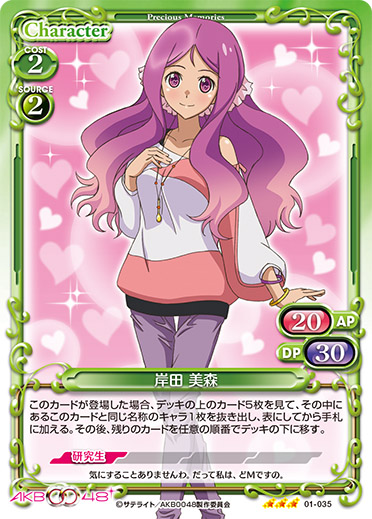 Precious Memories
Character
COST
2
SOURCE
2
20 AP
DP 30
岸田 美森
このカードが登場した場合、デッキの上のカード5枚を見て、その中に
あるこのカードと同じ名称のキャラ1枚を抜き出し、表にしてから手札
に加える。その後、残りのカードを任意の順番でデッキの下に移す。
研究生
気にすることありませんわ。だって私は、どMですの。
AKB0048
©サテライト/AKB0048製作委員会
01-035